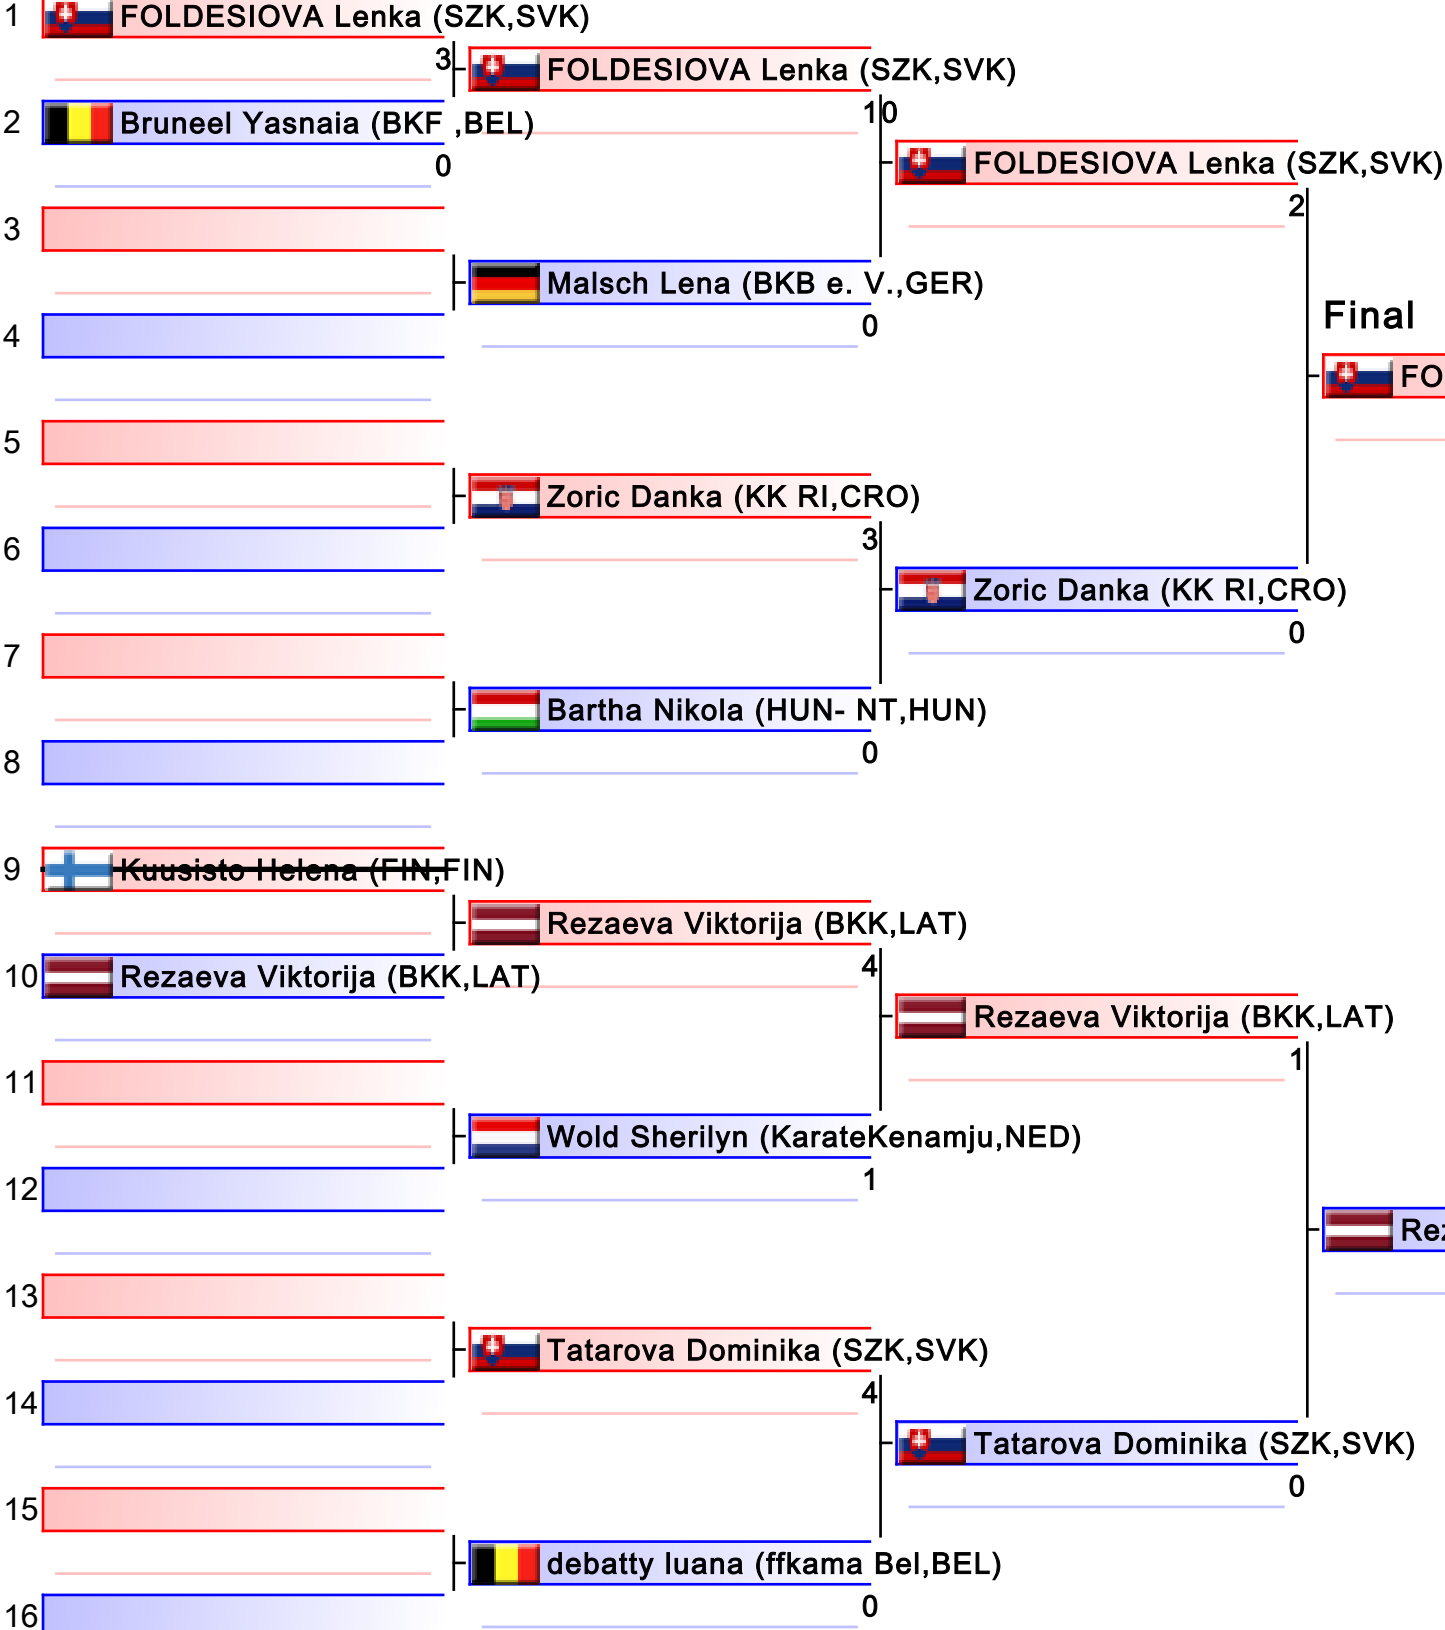 1 FOLDESIOVA Lenka (SZK,SVK)
3 FOLDESIOVA Lenka (SZK,SVK)
2 Bruneel Yasnaia (BKF ,BEL)
10
0
FOLDESIOVA Lenka (SZK,SVK)
2
3
Malsch Lena (BKB e. V.,GER)
0
4
Final
FO
5
Zoric Danka (KK RI,CRO)
3
6
Zoric Danka (KK RI,CRO)
0
7
Bartha Nikola (HUN- NT,HUN)
0
8
9 Kuusisto Helena (FIN,FIN)
Rezaeva Viktorija (BKK,LAT)
4
10 Rezaeva Viktorija (BKK,LAT)
Rezaeva Viktorija (BKK,LAT)
1
11
Wold Sherilyn (KarateKenamju,NED)
1
12
Rez
13
Tatarova Dominika (SZK,SVK)
4
14
Tatarova Dominika (SZK,SVK)
0
15
debatty luana (ffkama Bel,BEL)
0
16